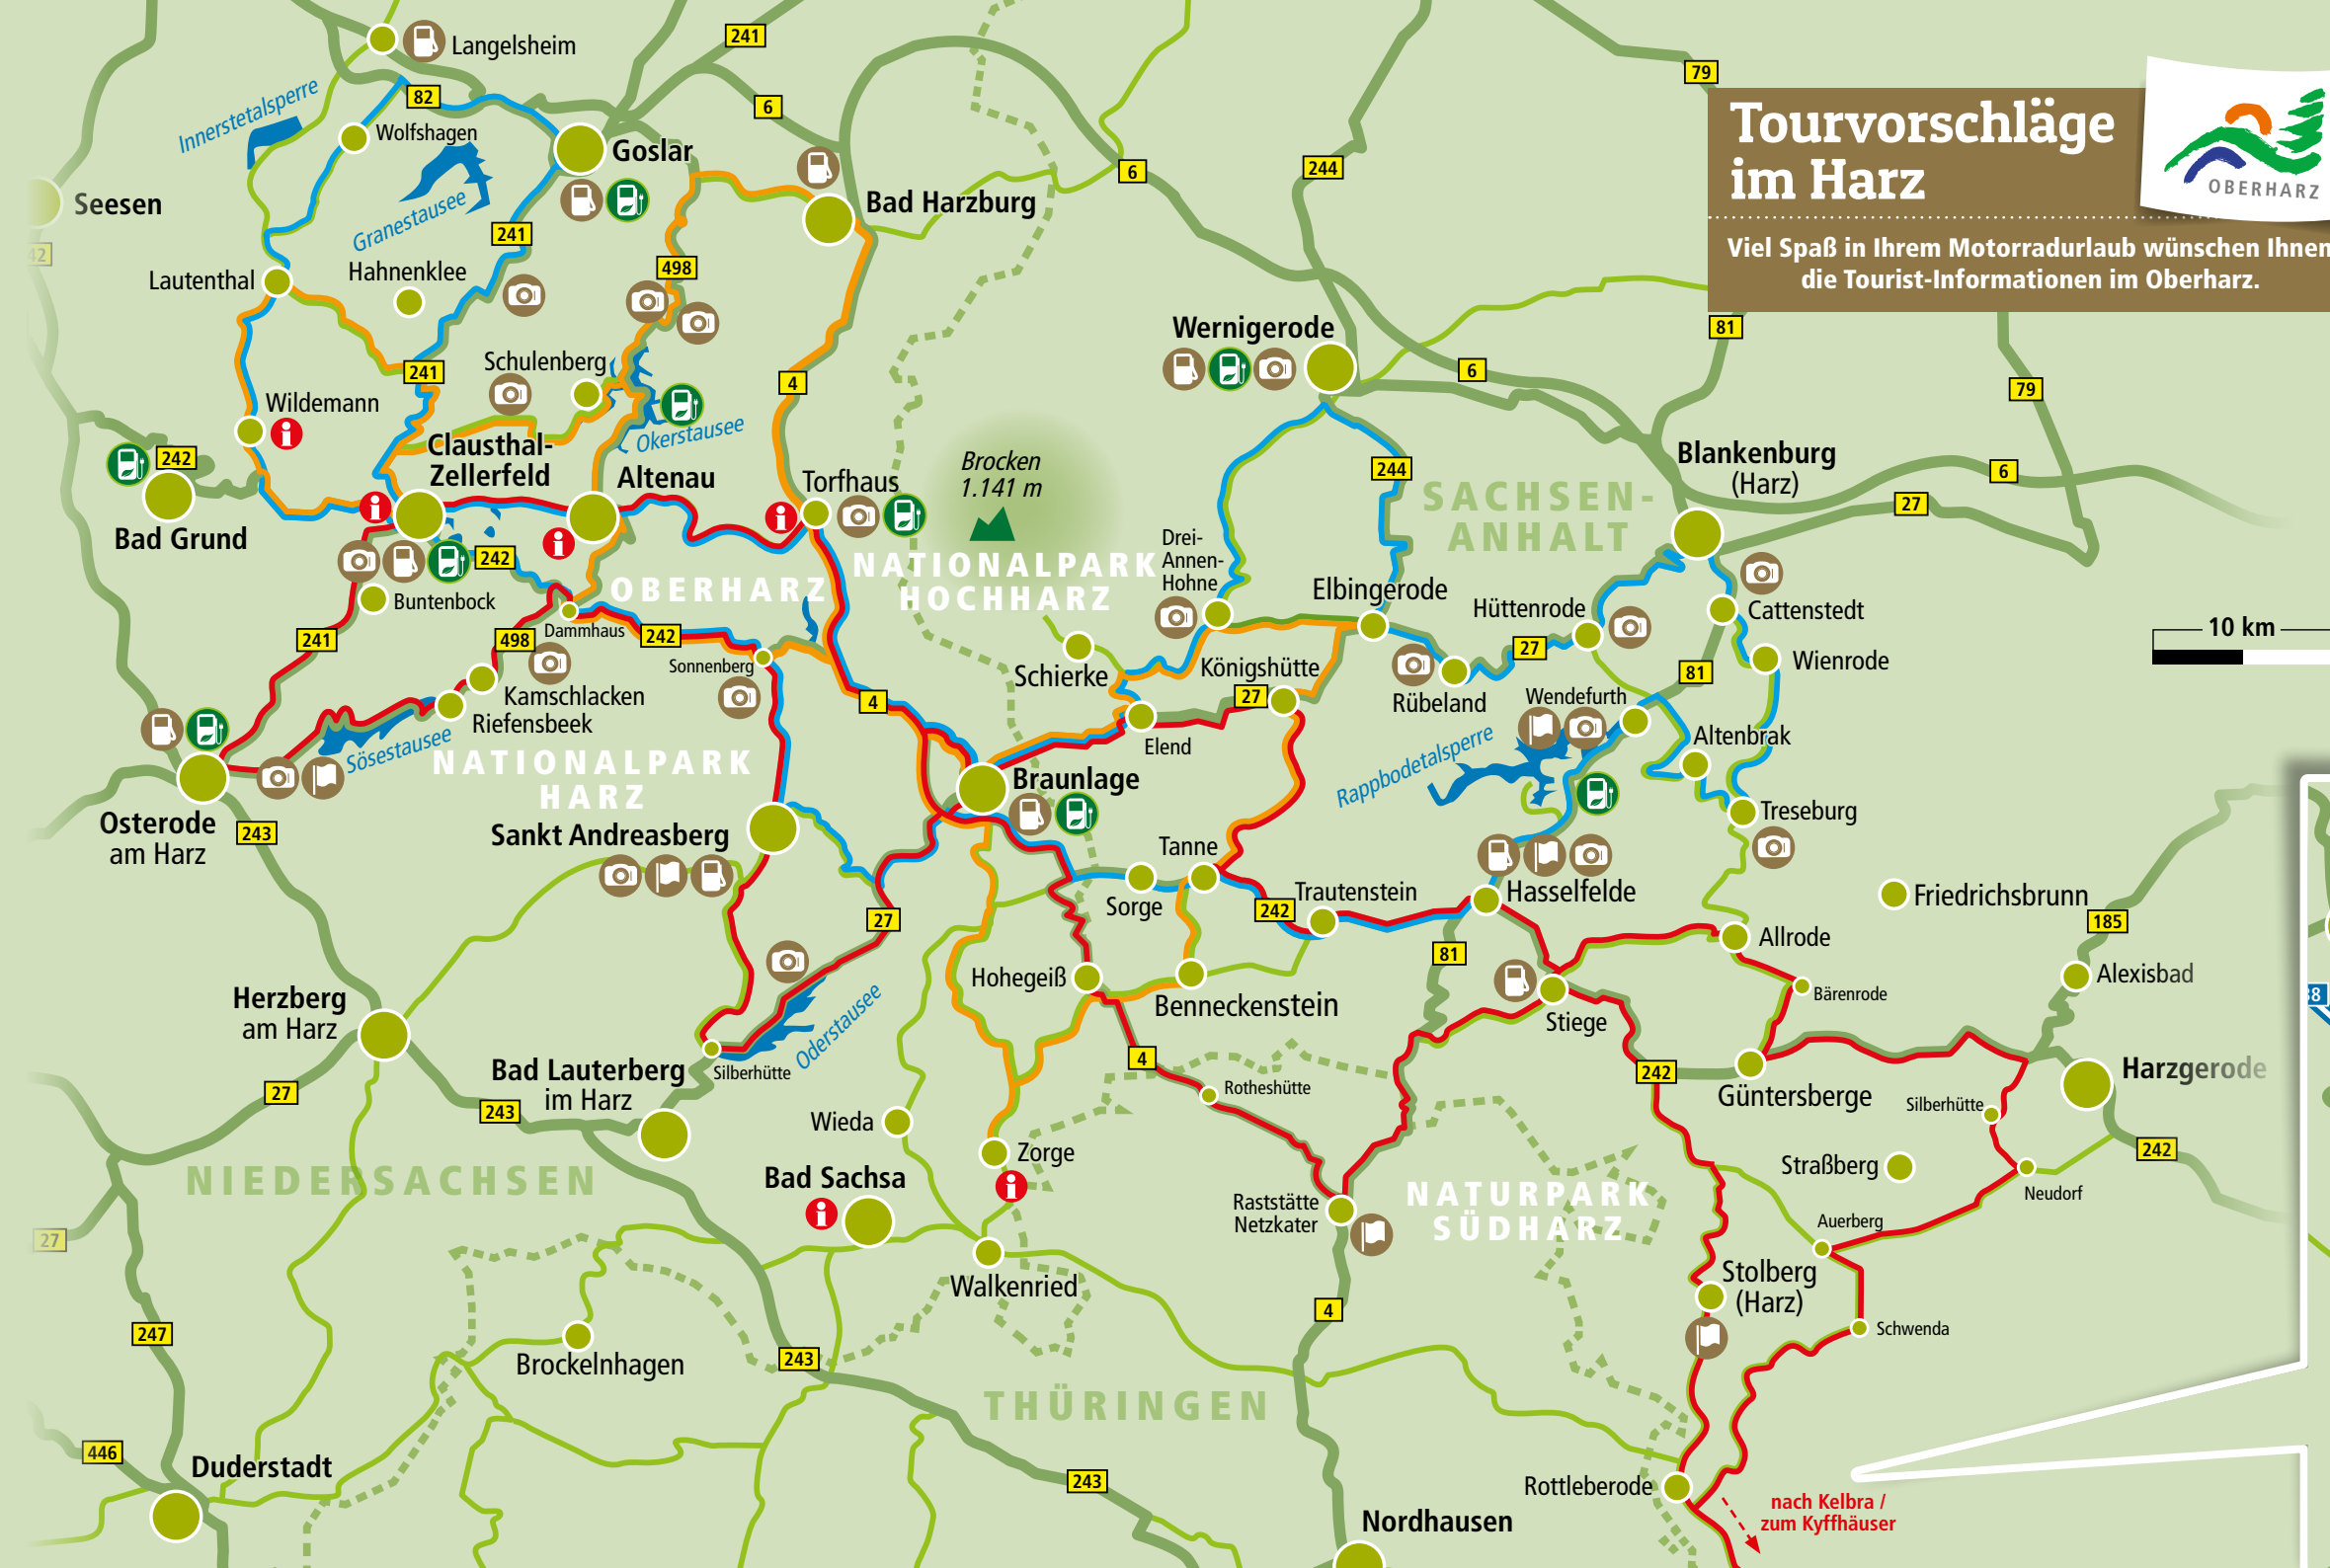 Tourvorschläge
im Harz
OBERHARZ
Viel Spaß in Ihrem Motorradurlaub wünschen Ihnen
die Tourist-Informationen im Oberharz.
Langelsheim
241
79
82
6
Innerstetalsperre
Wolfshagen
Goslar
6
244
Seesen
Granestausee
241
Bad Harzburg
42
Hahnenklee
498
Lautenthal
Wernigerode
81
Schulenberg
241
4
6
79
Wildemann
Okerstausee
Clausthal-
Zellerfeld
242
Altenau
Torfhaus
Brocken
1.141 m
244
SACHSEN-
ANHALT
Blankenburg
(Harz)
6
27
Bad Grund
242
NATIONALPARK
HOCHHARZ
Drei-
Annen-
Hohne
OBERHARZ
Elbingerode
Buntenbock
Hüttenrode
Cattenstedt
241
498
Dammhaus
242
Sonnenberg
27
10 km
Schierke
Königshütte
Wienrode
81
Kamschlacken
Riefensbeek
4
27
Rübeland
Wendefurth
Sösestausee
Elend
Altenbrak
NATIONALPARK
HARZ
Rappbodetalsperre
Braunlage
Osterode
am Harz
243
Sankt Andreasberg
Treseburg
Tanne
Sorge
242
Trautenstein
Hasselfelde
Friedrichsbrunn
27
185
Allrode
81
Hohegeiß
Benneckenstein
Alexisbad
Bärenrode
Herzberg
am Harz
Oderstausee
Stiege
38
Bad Lauterberg
im Harz
Silberhütte
4
242
Güntersberge
Harzgerode
27
243
Rotheshütte
Silberhütte
Wieda
Zorge
242
NIEDERSACHSEN
Bad Sachsa
Straßberg
Neudorf
Raststätte
Netzkater
NATURPARK
SÜDHARZ
Auerberg
27
Walkenried
Stolberg
(Harz)
4
Schwenda
247
Brockelnhagen
243
THÜRINGEN
446
Duderstadt
243
Rottleberode
nach Kelbra /
zum Kyffhäuser
Nordhausen